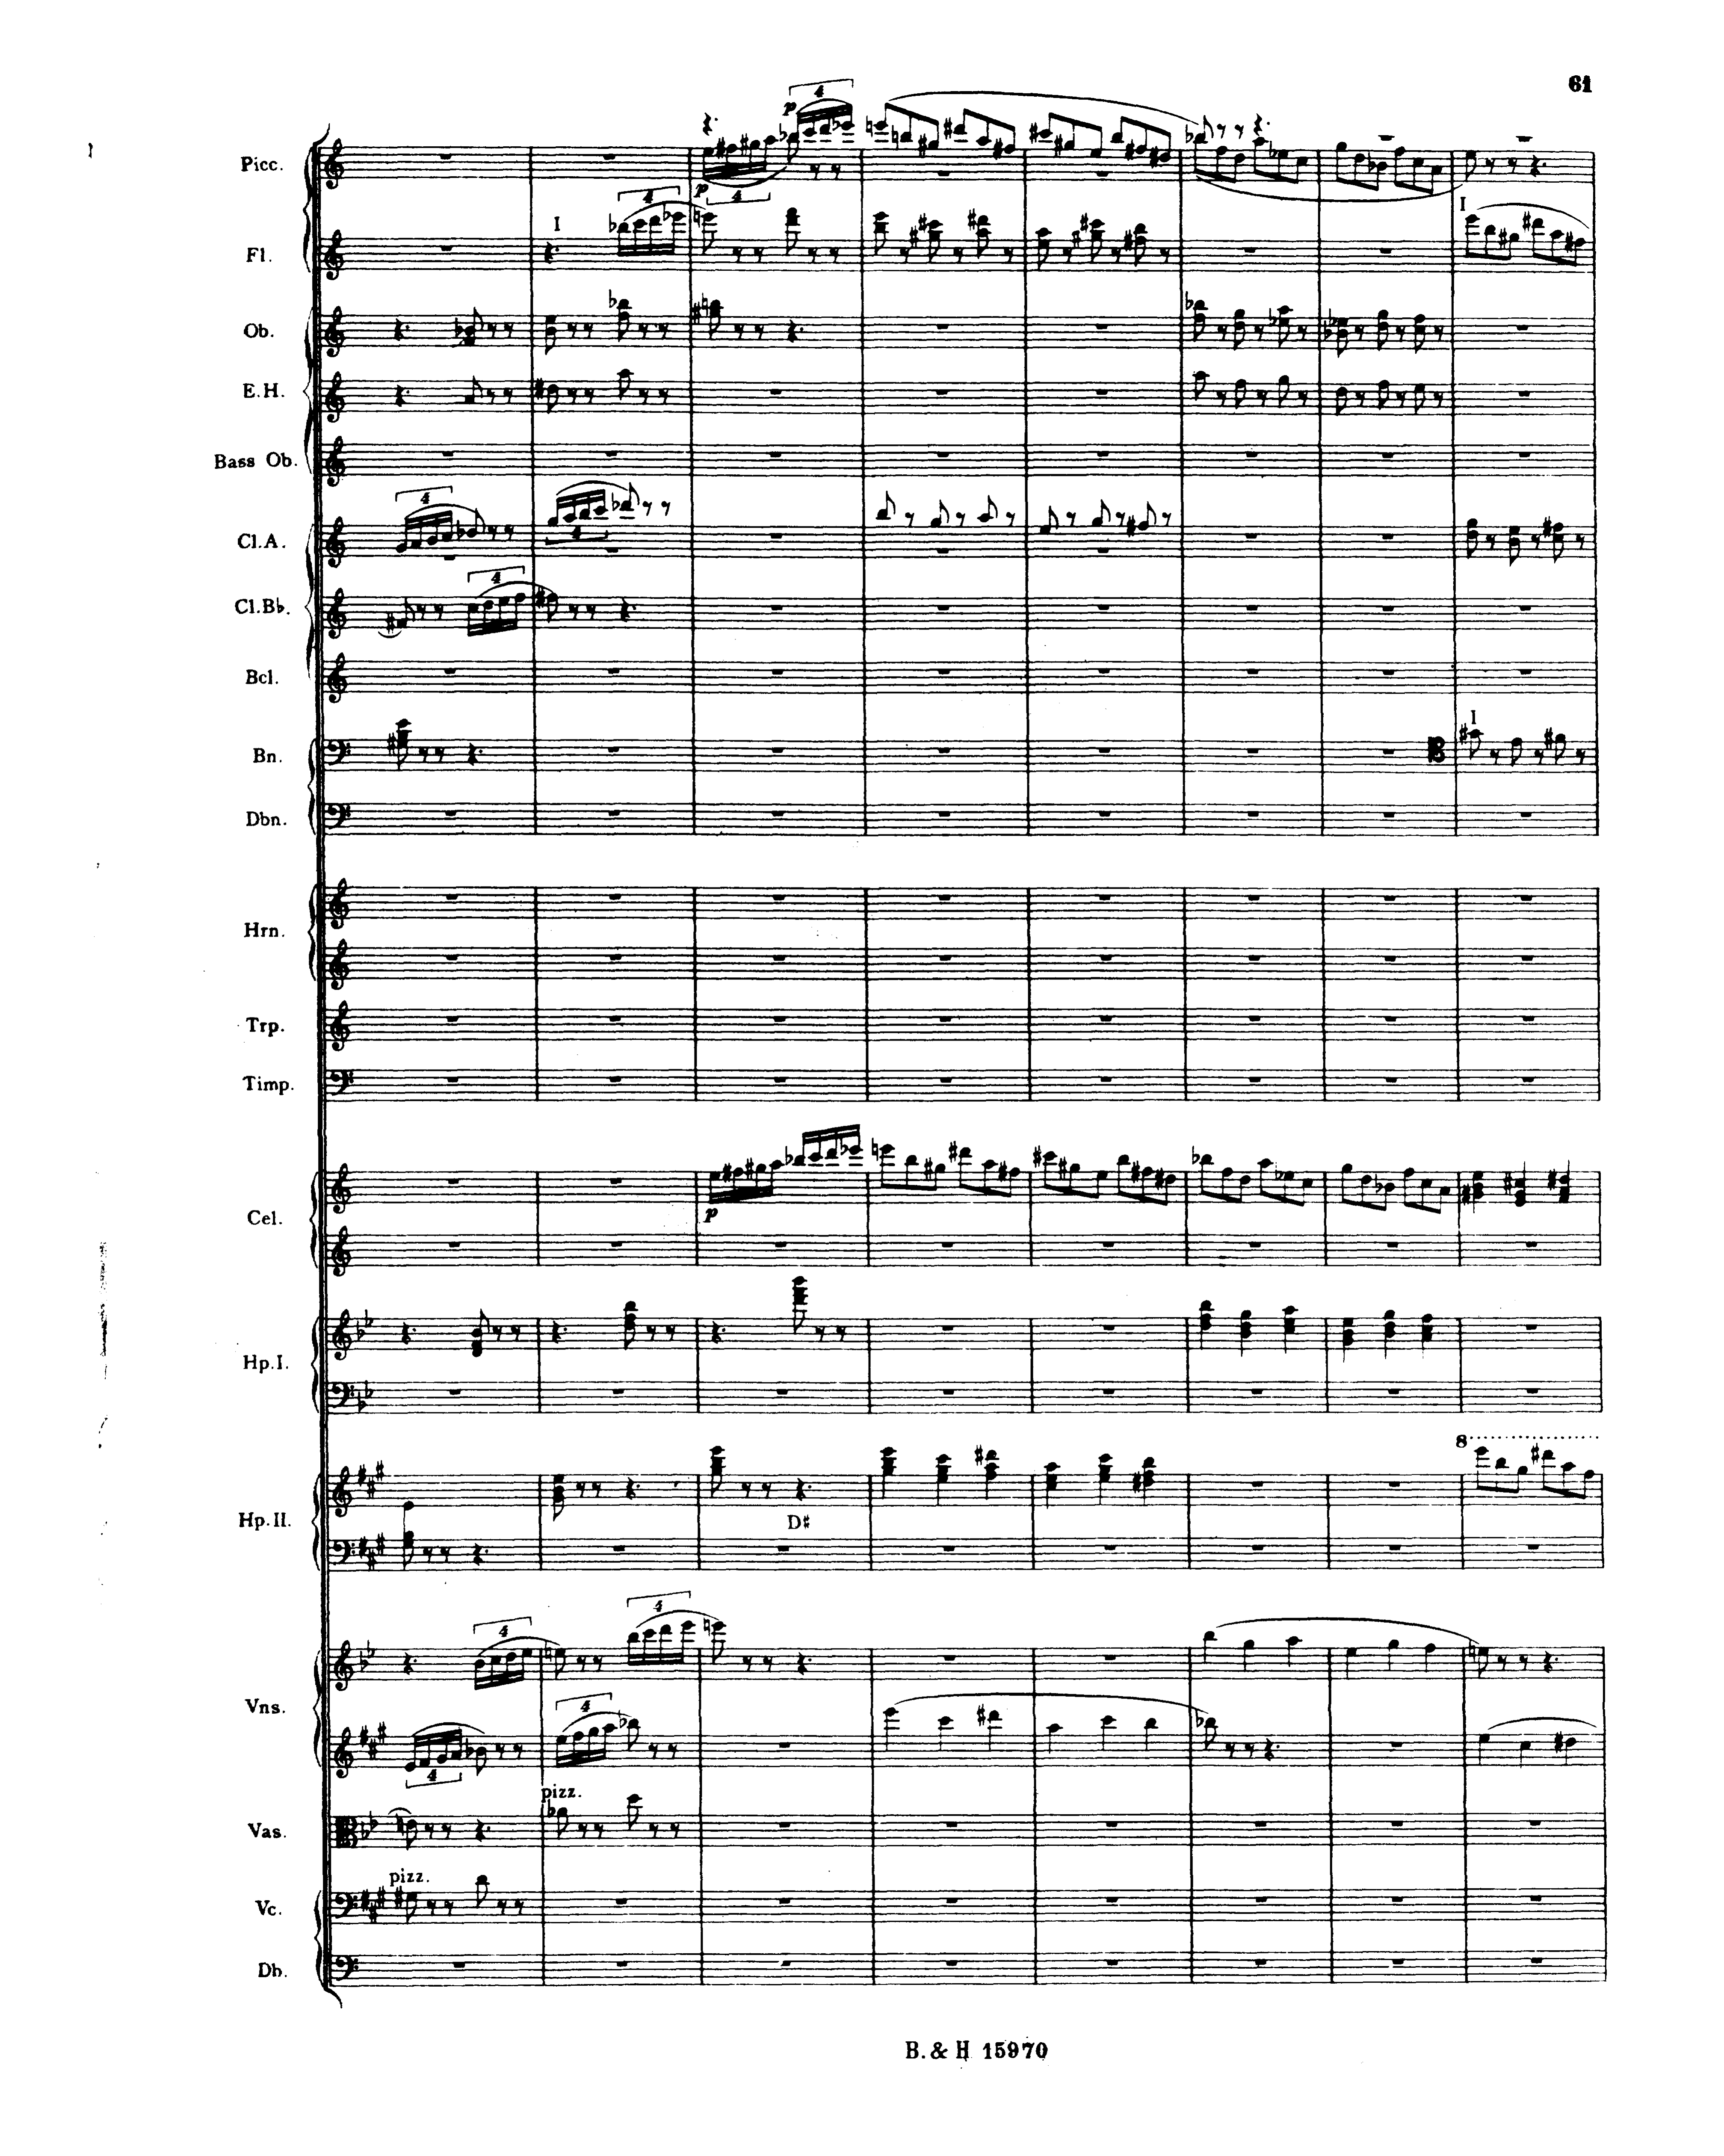 61
4
p
Picc.
p
4
4
I
I
Fl.
Ob.
E.H.
Bass Ob.
4
4
Cl.A.
4
Cl.B♭.
Bcl.
I
Bn.
Dbn.
Hrn.
Trp.
Timp.
p
Cel.
Hp.I.
8
D♯
Hp.II.
4
4
4
Vns.
4
pizz.
Vas.
pizz.
Vc.
Db.
B. & H 15970